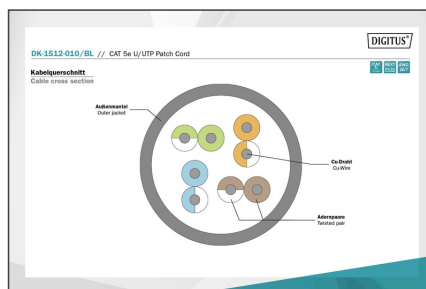 DIGITUS®
DK-1512-010/BL // CAT 5e U/UTP Patch Cord
Kabelquerschnitt
Cable cross section
Außenmantel
Outer jacket
Cu-Draht
Cu-Wire
Adernpaare
Twisted pair